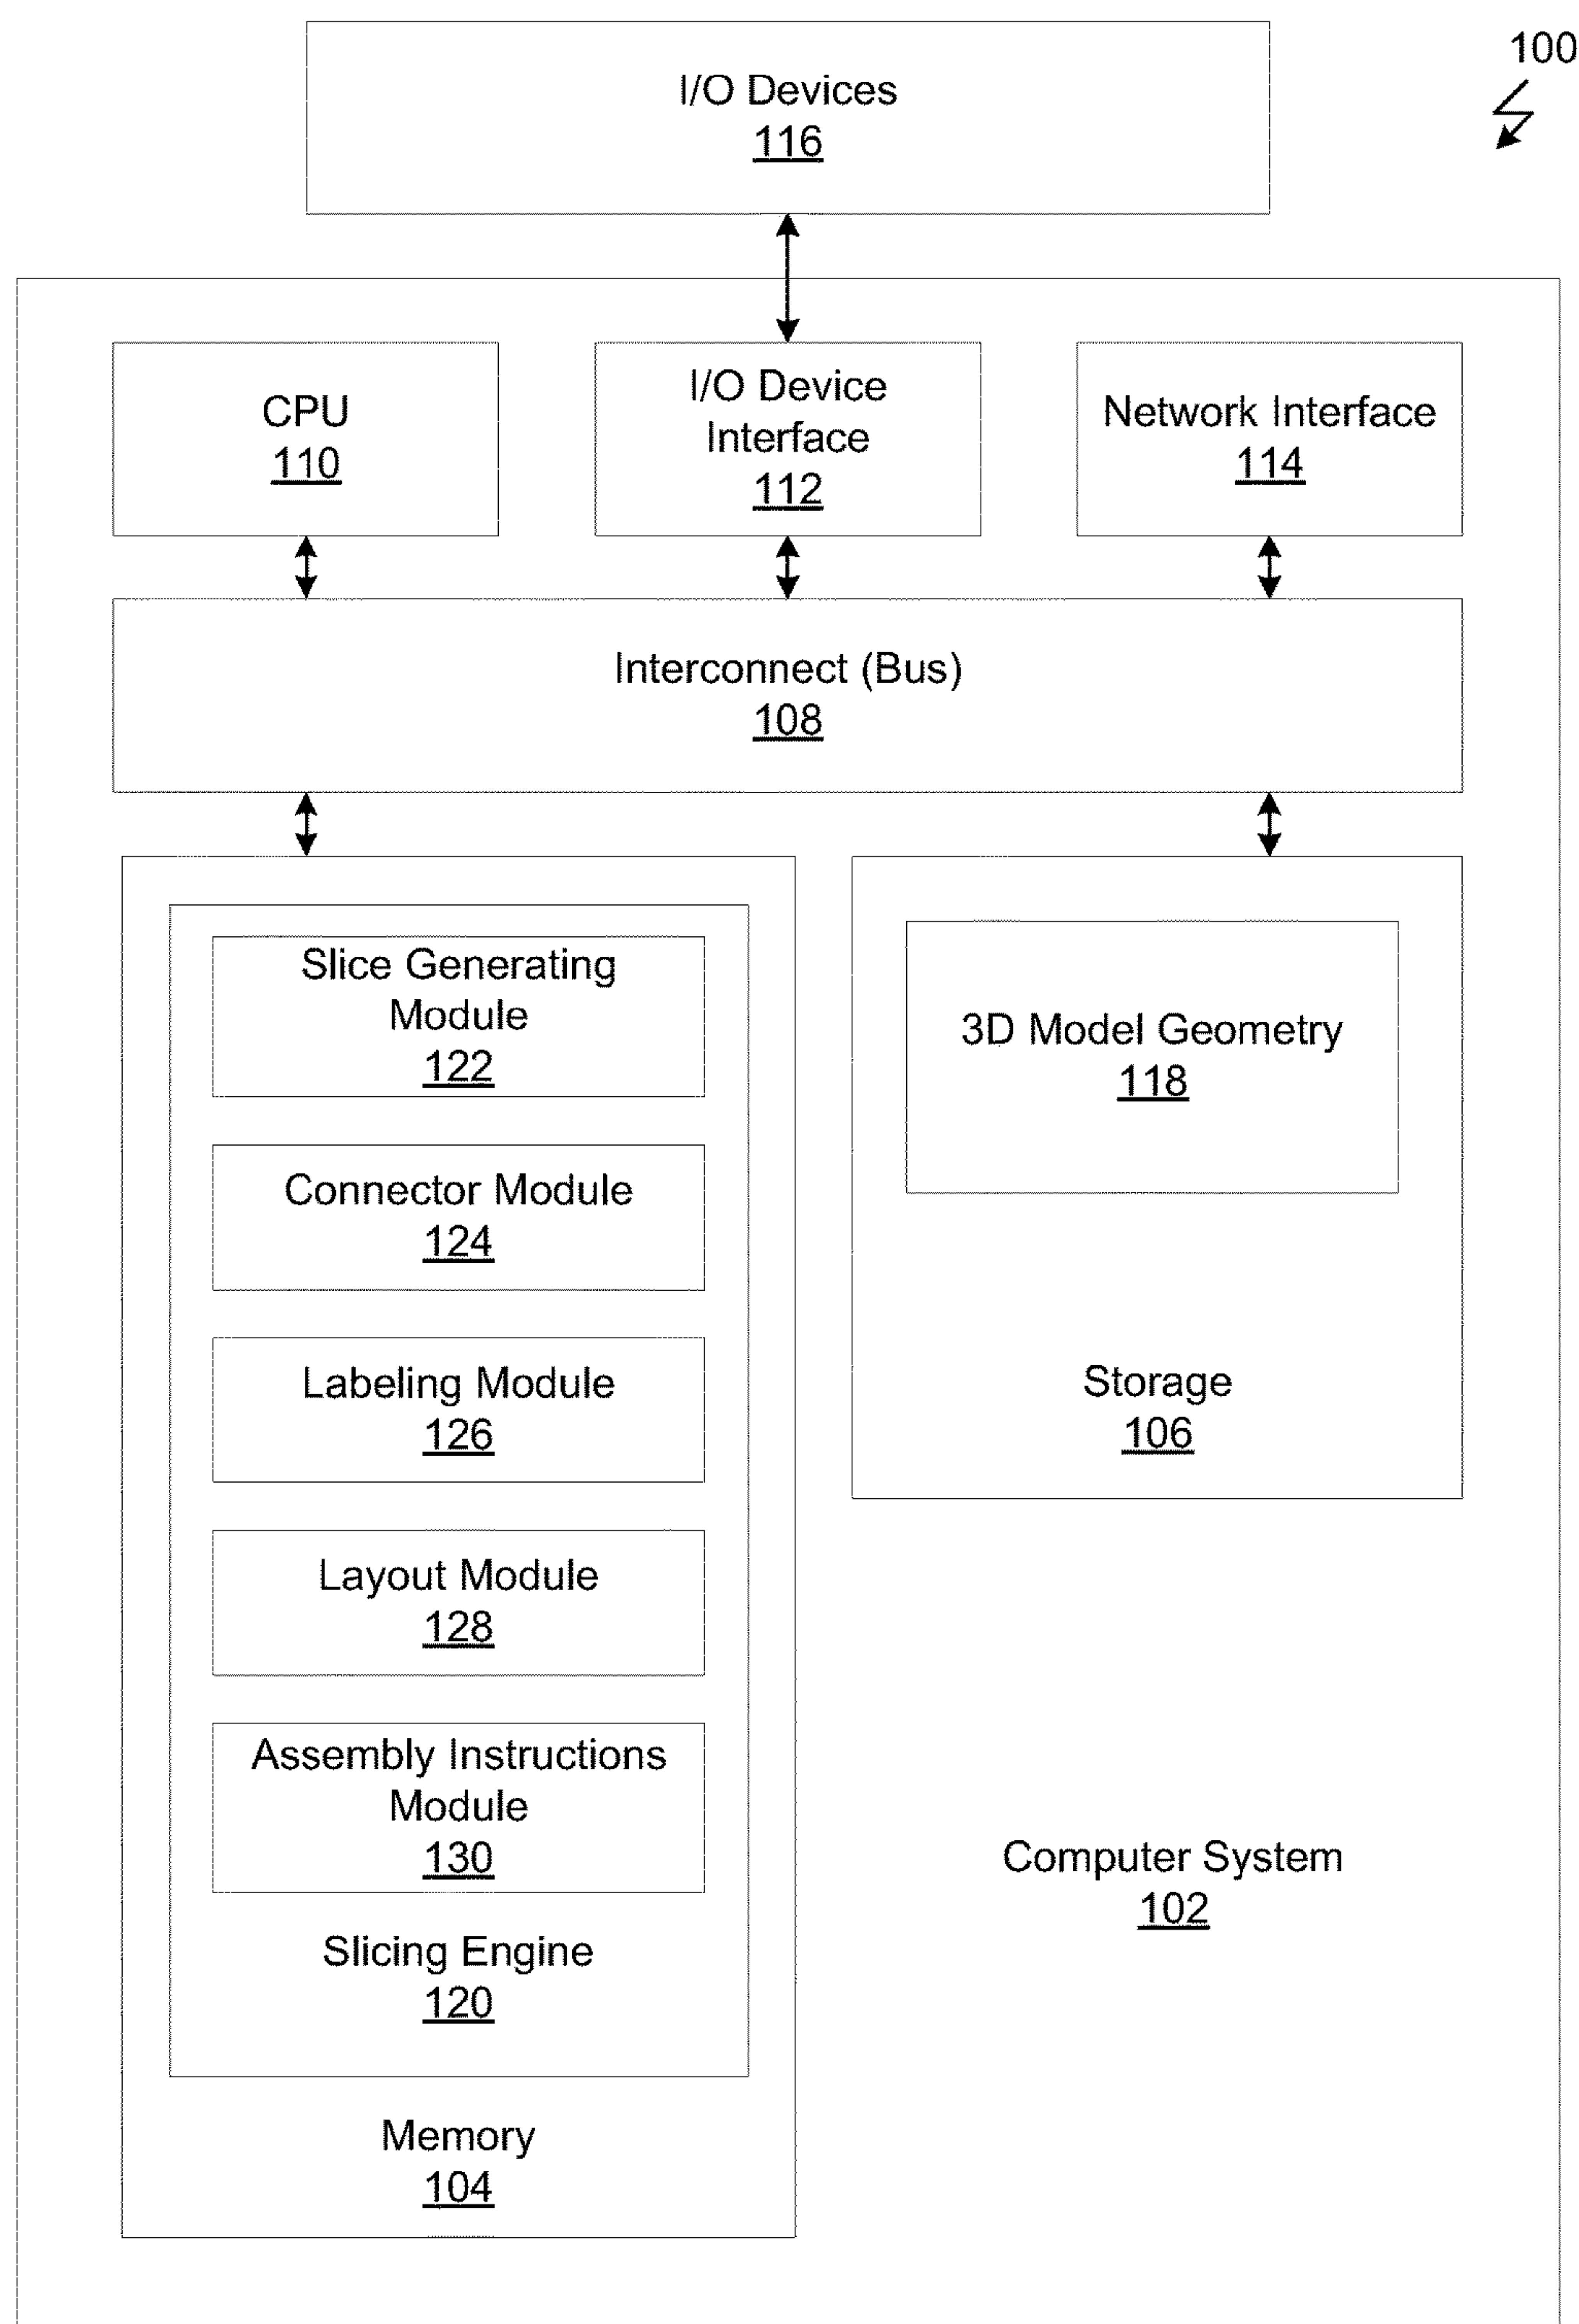 100
I/O Devices
116
CPU
110
I/O Device
Interface
112
Network Interface
114
Interconnect (Bus)
108
Slice Generating
Module
122
Connector Module
124
Labeling Module
126
Layout Module
128
Assembly Instructions
Module
130
Slicing Engine
120
Memory
104
3D Model Geometry
118
Storage
106
Computer System
102